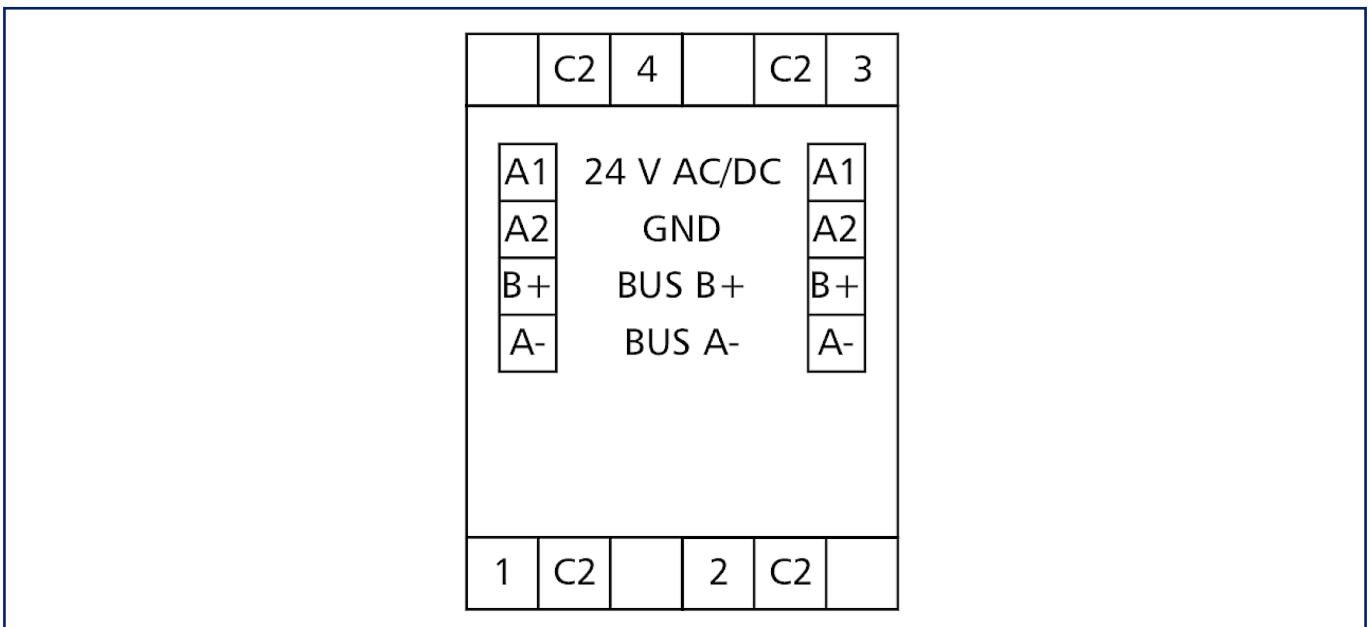 C2 4 C2 3
A1 24 V AC/DC A1
A2 GND A2
B+ BUS B+ B+
A- BUS A- A-
1 C2 2 C2